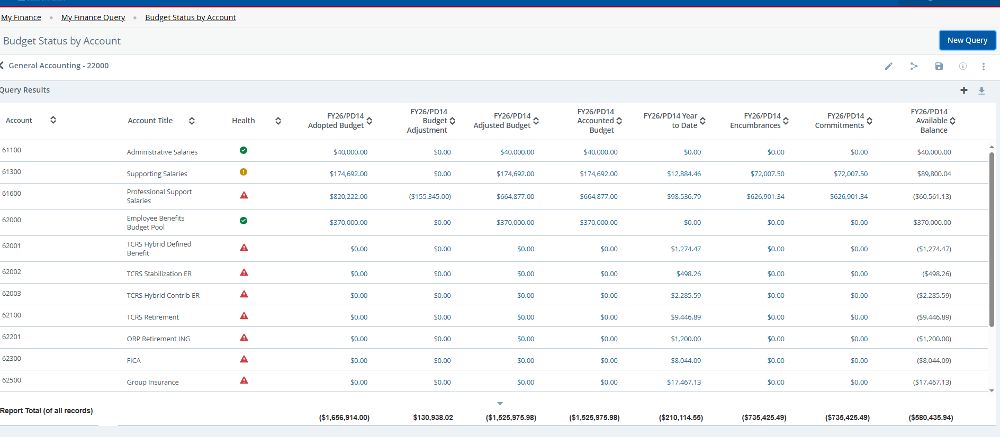 My Finance • My Finance Query • Budget Status by Account
Budget Status by Account
New Query
General Accounting - 22000
Query Results
Account Account Title Health FY26/PD14 Adopted Budget FY26/PD14 Budget Adjustment FY26/PD14 Adjusted Budget FY26/PD14 Accounted Budget FY26/PD14 Year to Date FY26/PD14 Encumbrances FY26/PD14 Commitments FY26/PD14 Available Balance
61100 Administrative Salaries $40,000.00 $0.00 $40,000.00 $40,000.00 $0.00 $0.00 $0.00 $40,000.00
61300 Supporting Salaries $174,692.00 $0.00 $174,692.00 $174,692.00 $12,884.46 $72,007.50 $72,007.50 $89,800.04
61600 Professional Support Salaries $820,222.00 ($155,345.00) $664,877.00 $664,877.00 $98,536.79 $626,901.34 $626,901.34 ($60,561.13)
62000 Employee Benefits Budget Pool $370,000.00 $0.00 $370,000.00 $370,000.00 $0.00 $0.00 $0.00 $370,000.00
62001 TCRS Hybrid Defined Benefit $0.00 $0.00 $0.00 $0.00 $1,274.47 $0.00 $0.00 ($1,274.47)
62002 TCRS Stabilization ER $0.00 $0.00 $0.00 $0.00 $498.26 $0.00 $0.00 ($498.26)
62003 TCRS Hybrid Contrib ER $0.00 $0.00 $0.00 $0.00 $2,285.59 $0.00 $0.00 ($2,285.59)
62100 TCRS Retirement $0.00 $0.00 $0.00 $0.00 $9,446.89 $0.00 $0.00 ($9,446.89)
62201 ORP Retirement ING $0.00 $0.00 $0.00 $0.00 $1,200.00 $0.00 $0.00 ($1,200.00)
62300 FICA $0.00 $0.00 $0.00 $0.00 $8,044.09 $0.00 $0.00 ($8,044.09)
62500 Group Insurance $0.00 $0.00 $0.00 $0.00 $17,467.13 $0.00 $0.00 ($17,467.13)
Report Total (of all records) ($1,656,914.00) $130,938.02 ($1,525,975.98) ($1,525,975.98) ($210,114.55) ($735,425.49) ($735,425.49) ($580,435.94)